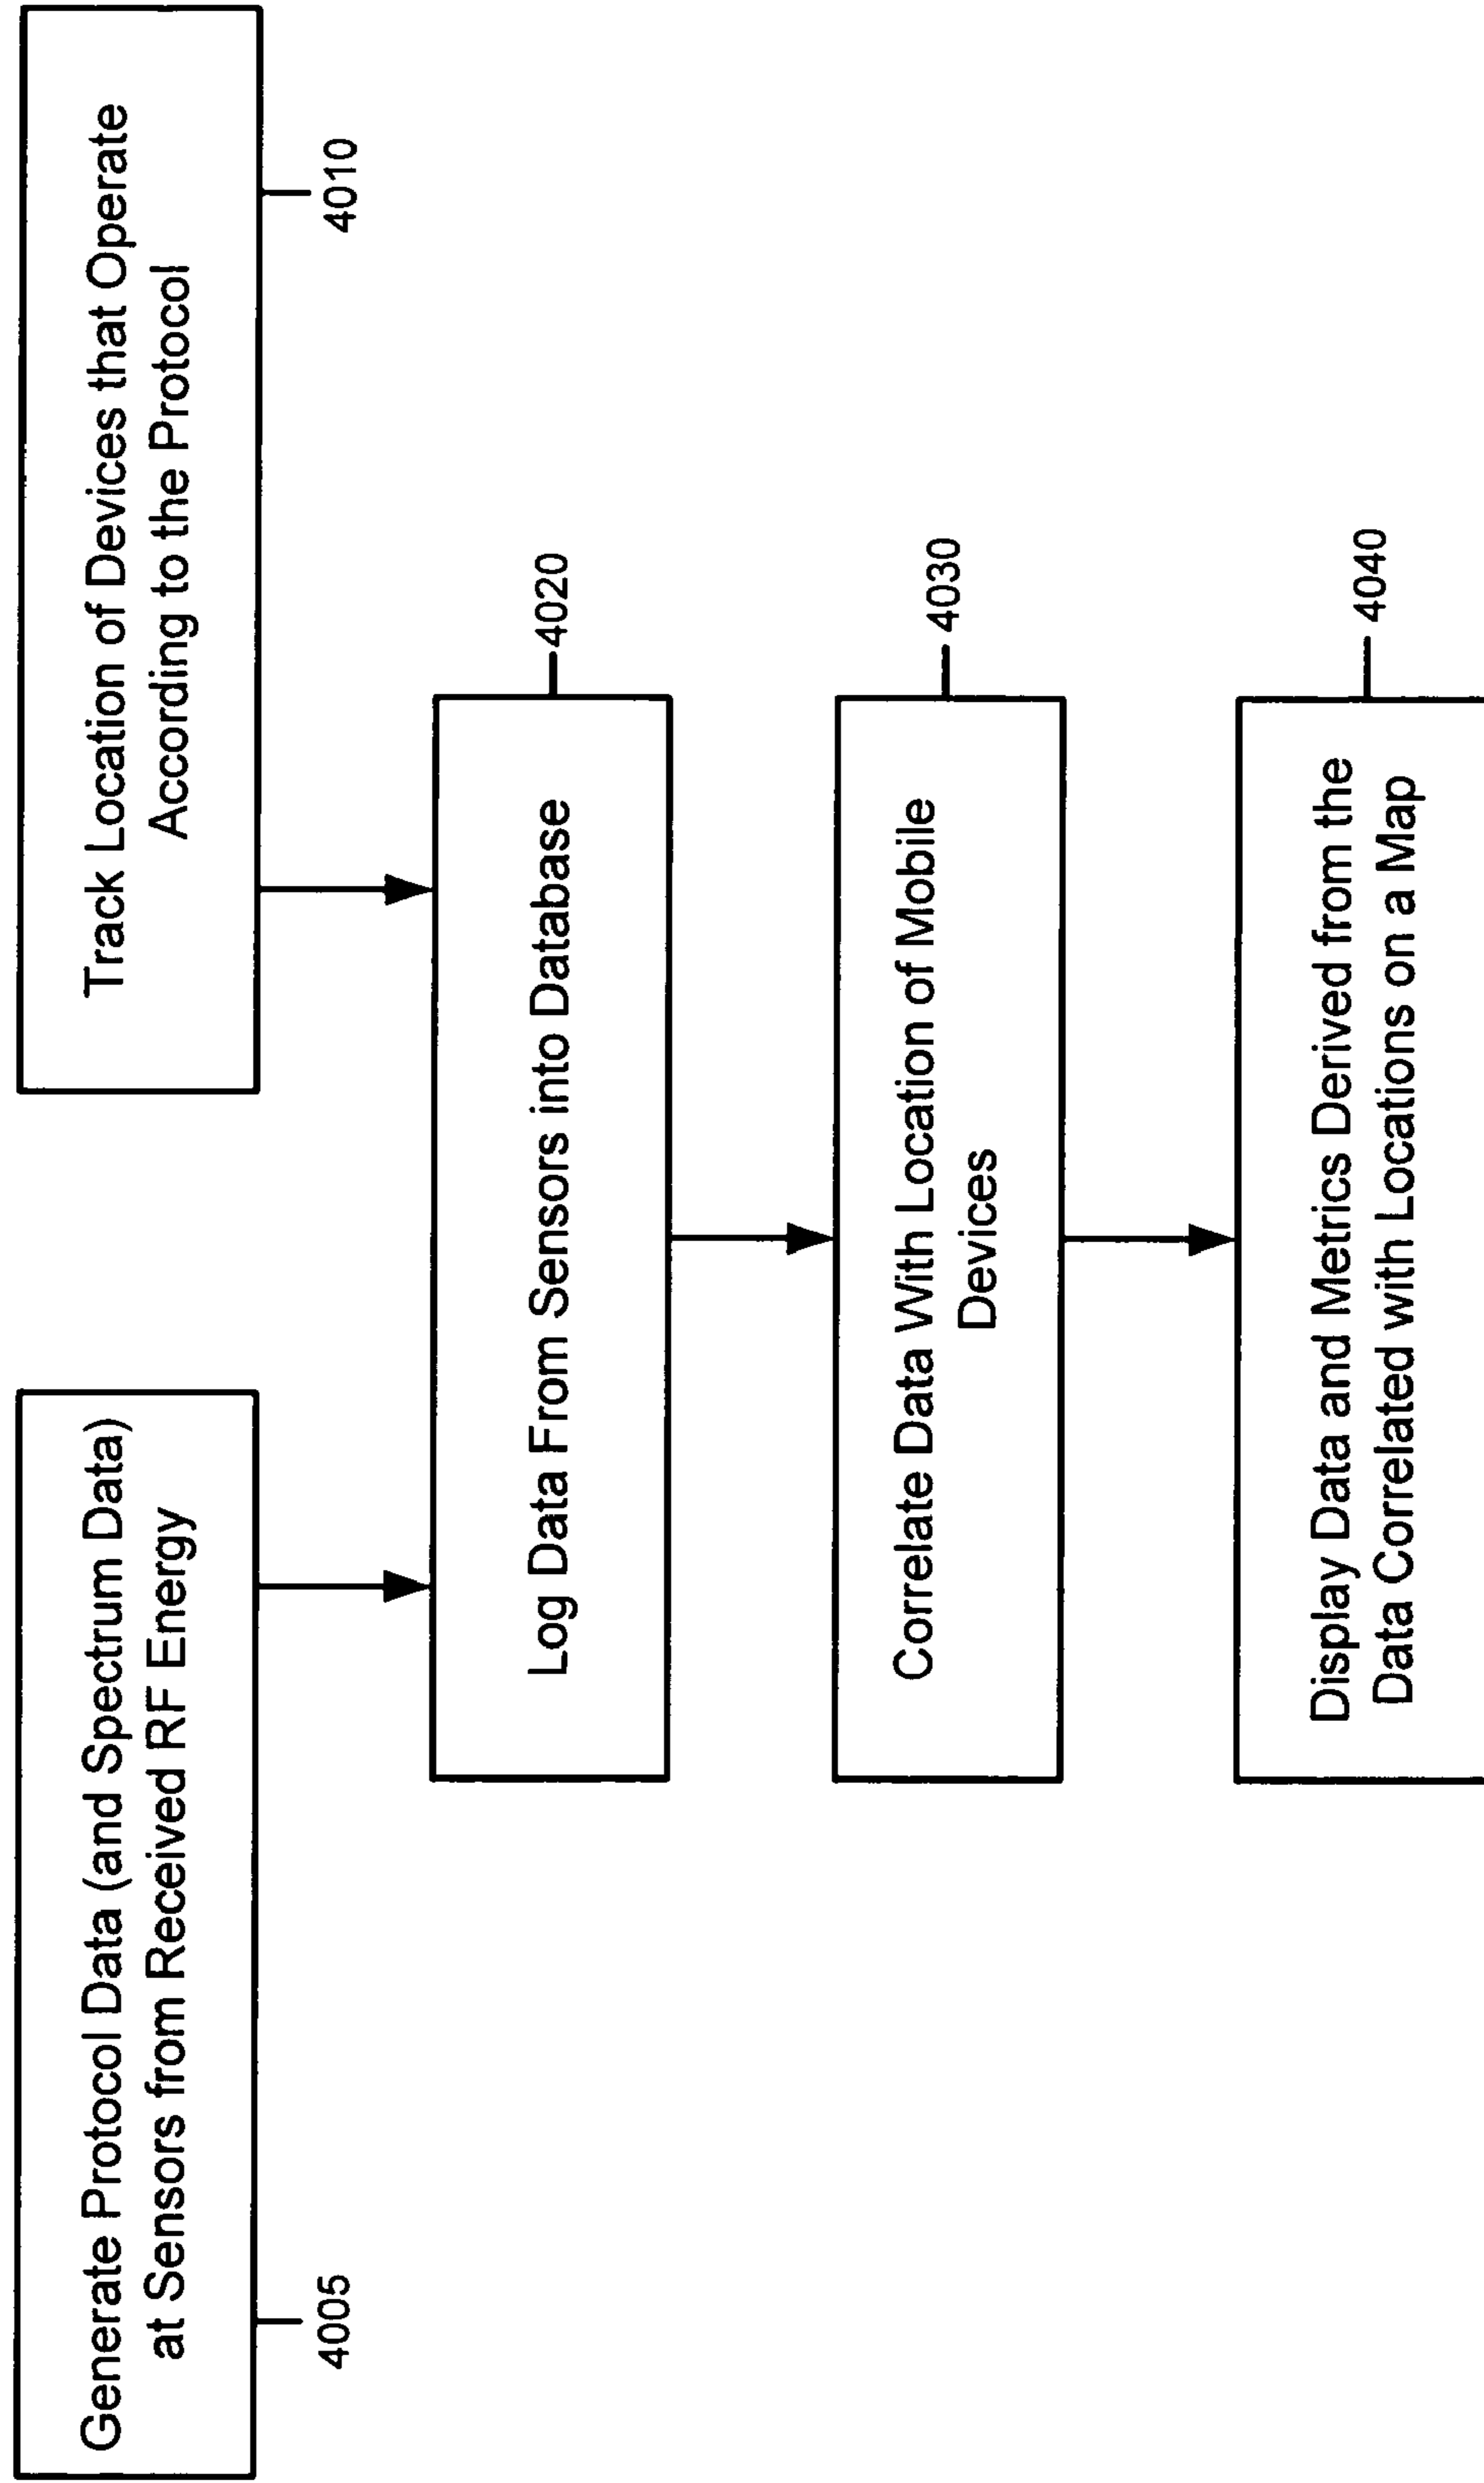 Generate Protocol Data (and Spectrum Data)
at Sensors from Received RF Energy
4005
Track Location of Devices that Operate
According to the Protocol
4010
Log Data From Sensors into Database
4020
Correlate Data With Location of Mobile
Devices
4030
Display Data and Metrics Derived from the
Data Correlated with Locations on a Map
4040